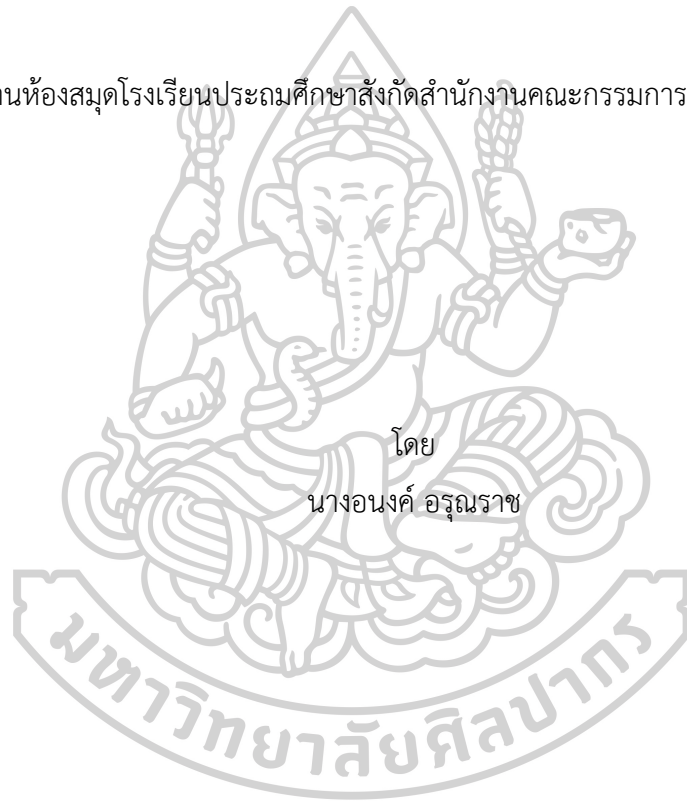 านห้องสมุดโรงเรียนประถมศึกษาสังกัดสำนักงานคณะกรรมการ
โดย
นางอนงค์ อรุณราช
มหาวิทยาลัยศิลปากร